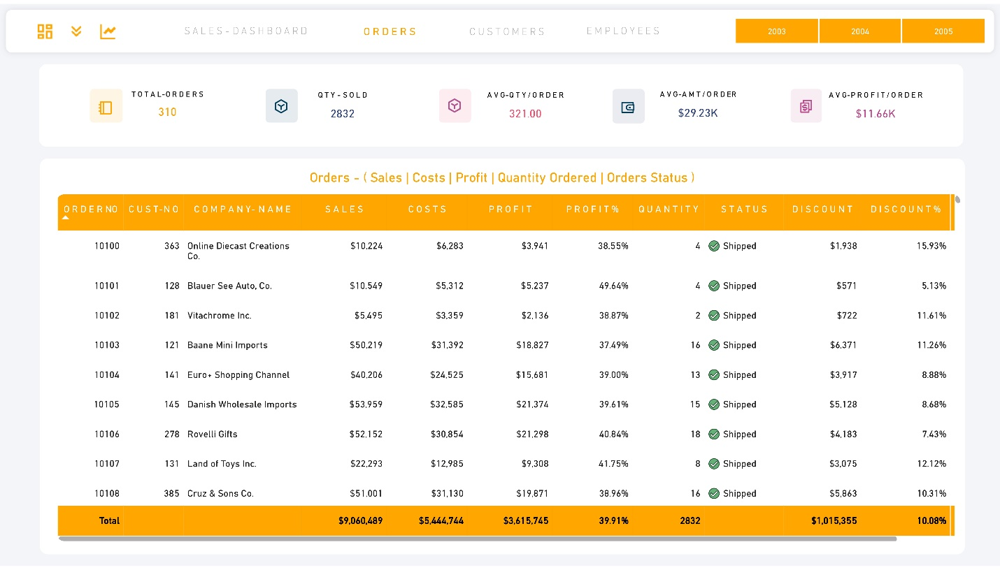 SALES-DASHBOARD ORDERS CUSTOMERS EMPLOYEES 2003 2004 2005
TOTAL-ORDERS QTY-SOLD AVG-QTY/ORDER AVG-AMT/ORDER AVG-PROFIT/ORDER
310 2832 321.00 $29.23K $11.66K
Orders - ( Sales | Costs | Profit | Quantity Ordered | Orders Status )
ORDERNO CUST-NO COMPANY-NAME SALES COSTS PROFIT PROFIT% QUANTITY STATUS DISCOUNT DISCOUNT%
10100 363 Online Diecast Creations $10,224 $6,283 $3,941 38.55% 4 Shipped $1,938 15.93%
Co.
10101 128 Blauer See Auto, Co. $10,549 $5,312 $5,237 49.64% 4 Shipped $571 5.13%
10102 181 Vitachrome Inc. $5,495 $3,359 $2,136 38.87% 2 Shipped $722 11.61%
10103 121 Baane Mini Imports $50,219 $31,392 $18,827 37.49% 16 Shipped $6,371 11.26%
10104 141 Euro+ Shopping Channel $40,206 $24,525 $15,681 39.00% 13 Shipped $3,917 8.88%
10105 145 Danish Wholesale Imports $53,959 $32,585 $21,374 39.61% 15 Shipped $5,128 8.68%
10106 278 Rovelli Gifts $52,152 $30,854 $21,298 40.84% 18 Shipped $4,183 7.43%
10107 131 Land of Toys Inc. $22,293 $12,985 $9,308 41.75% 8 Shipped $3,075 12.12%
10108 385 Cruz & Sons Co. $51,001 $31,130 $19,871 38.96% 16 Shipped $5,863 10.31%
Total $9,060,489 $5,444,744 $3,615,745 39.91% 2832 $1,015,355 10.08%